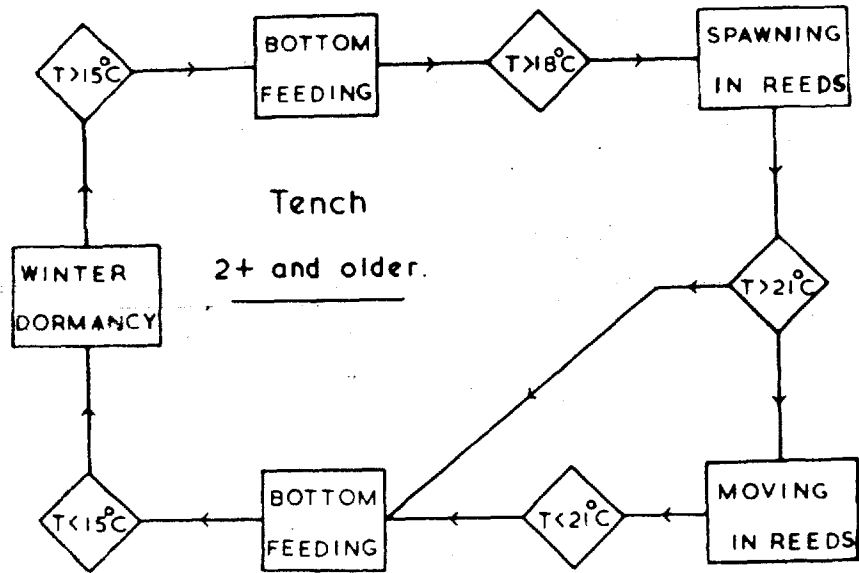 T>15°C
BOTTOM
FEEDING
T>18°C
SPAWNING
IN REEDS
Tench
2+ and older.
WINTER
DORMANCY
T>21°C
T<15°C
BOTTOM
FEEDING
T<21°C
MOVING
IN REEDS